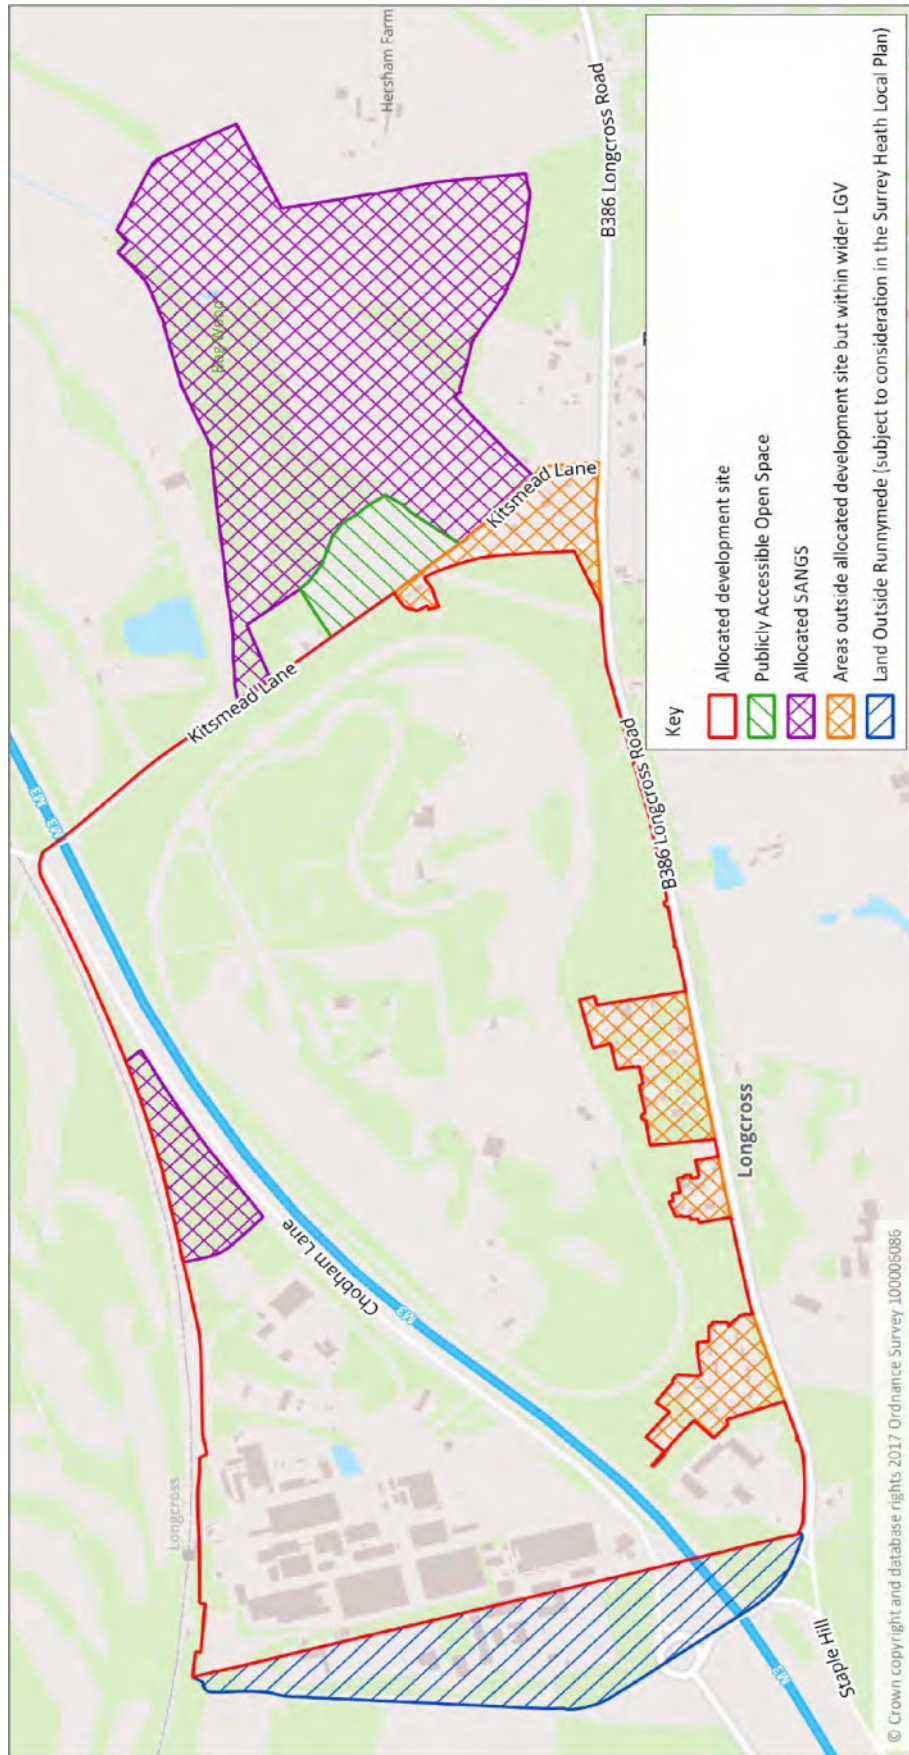 Hersham Farm
B386 Longcross Road
Kitsmead Lane
Kitsmead Lane
M3
M3
B386 Longcross Road
Chobham Lane
M3
Longcross
Longcross
M3
Staple Hill
Key
Allocated development site
Publicly Accessible Open Space
Allocated SANGS
Areas outside allocated development site but within wider LGV
Land Outside Runnymede (subject to consideration in the Surrey Heath Local Plan)
© Crown copyright and database rights 2017 Ordnance Survey 100006086